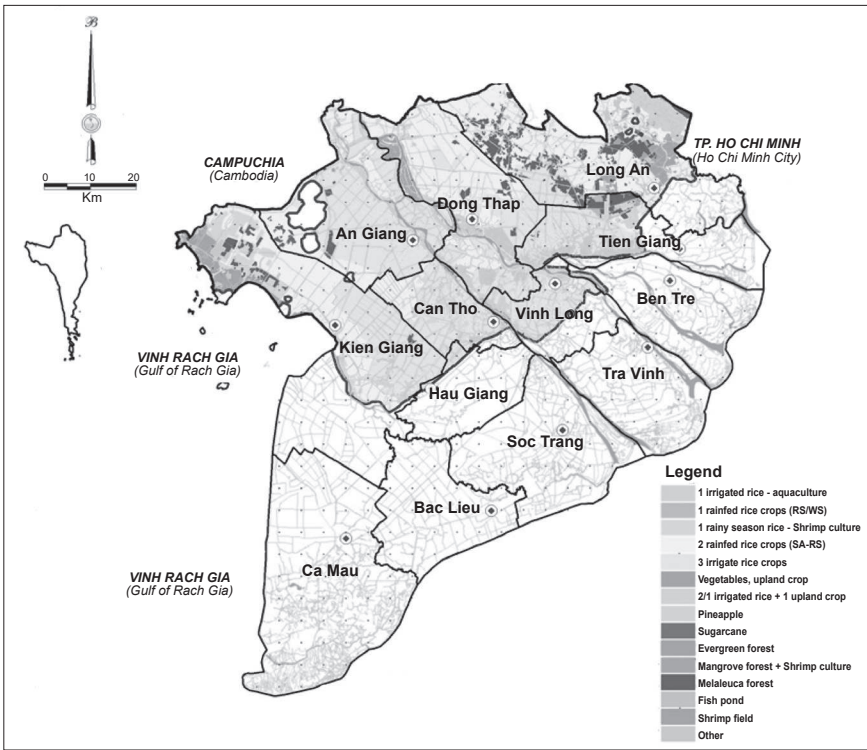 B
0 10 20
Km
CAMPUCHIA
(Cambodia)
TP. HO CHI MINH
(Ho Chi Minh City)
Long An
Dong Thap
An Giang
Tien Giang
Ben Tre
Can Tho
Vinh Long
Kien Giang
VINH RACH GIA
(Gulf of Rach Gia)
Tra Vinh
Hau Giang
Soc Trang
Bac Lieu
Ca Mau
VINH RACH GIA
(Gulf of Rach Gia)
Legend
1 irrigated rice - aquaculture
1 rainfed rice crops (RS/WS)
1 rainy season rice - Shrimp culture
2 rainfed rice crops (SA-RS)
3 irrigate rice crops
Vegetables, upland crop
2/1 irrigated rice + 1 upland crop
Pineapple
Sugarcane
Evergreen forest
Mangrove forest + Shrimp culture
Melaleuca forest
Fish pond
Shrimp field
Other